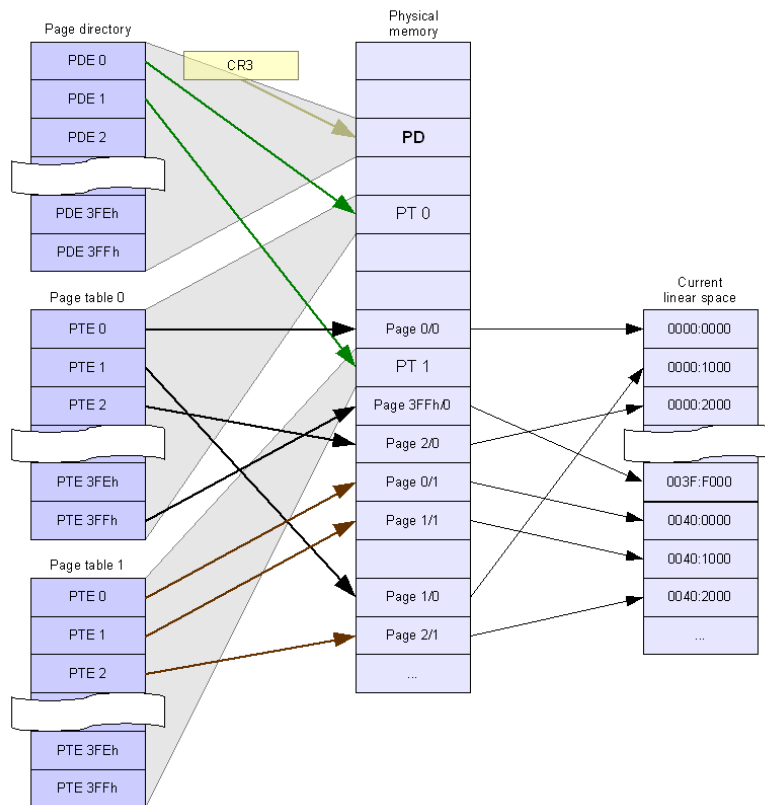 Page directory
PDE 0
PDE 1
PDE 2
PDE 3FEh
PDE 3FFh
CR3
Page table 0
PTE 0
PTE 1
PTE 2
PTE 3FEh
PTE 3FFh
Page table 1
PTE 0
PTE 1
PTE 2
PTE 3FEh
PTE 3FFh
Physical
memory
PD
PT 0
Page 0/0
PT 1
Page 3FFh/0
Page 2/0
Page 0/1
Page 1/1
Page 1/0
Page 2/1
...
Current
linear space
0000:0000
0000:1000
0000:2000
003F:F000
0040:0000
0040:1000
0040:2000
...